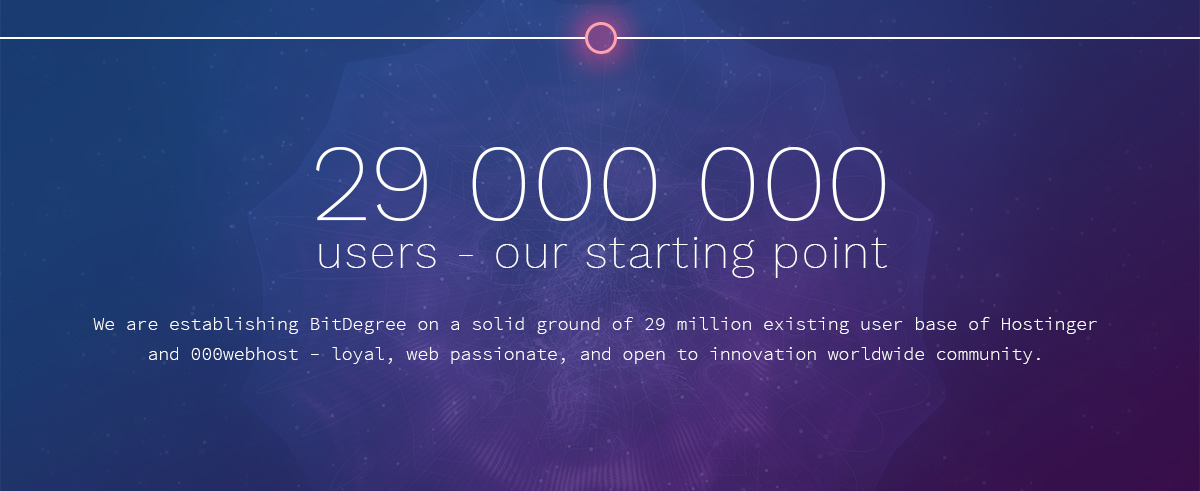 29 000 000
users - our starting point
We are establishing BitDegree on a solid ground of 29 million existing user base of Hostinger
and 000webhost – loyal, web passionate, and open to innovation worldwide community.